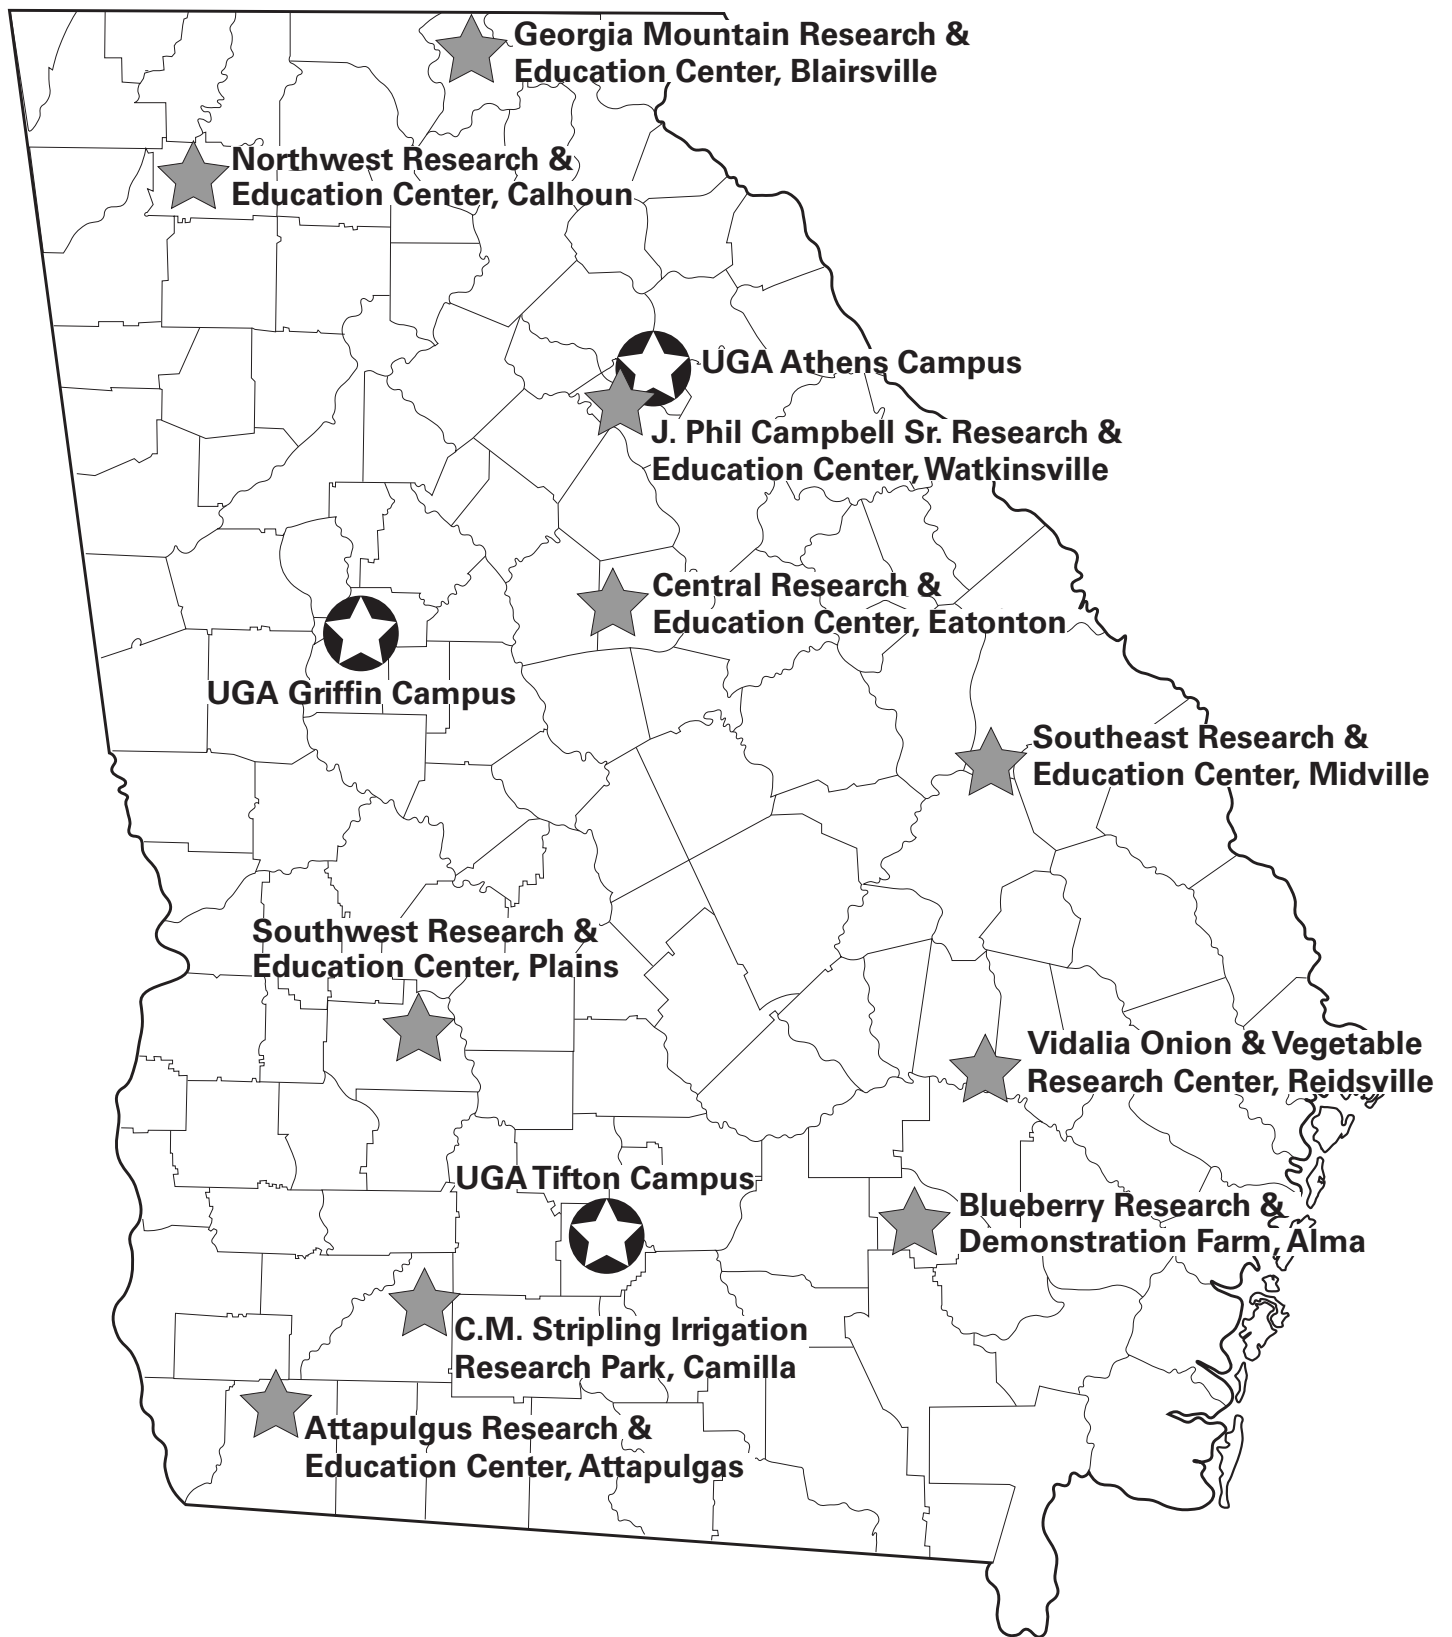 Georgia Mountain Research &
Education Center, Blairsville
Northwest Research &
Education Center, Calhoun
UGA Athens Campus
J. Phil Campbell Sr. Research &
Education Center, Watkinsville
Central Research &
Education Center, Eatonton
UGA Griffin Campus
Southeast Research &
Education Center, Midville
Southwest Research &
Education Center, Plains
Vidalia Onion & Vegetable
Research Center, Reidsville
UGA Tifton Campus
Blueberry Research &
Demonstration Farm, Alma
C.M. Stripling Irrigation
Research Park, Camilla
Attapulgus Research &
Education Center, Attapulgas